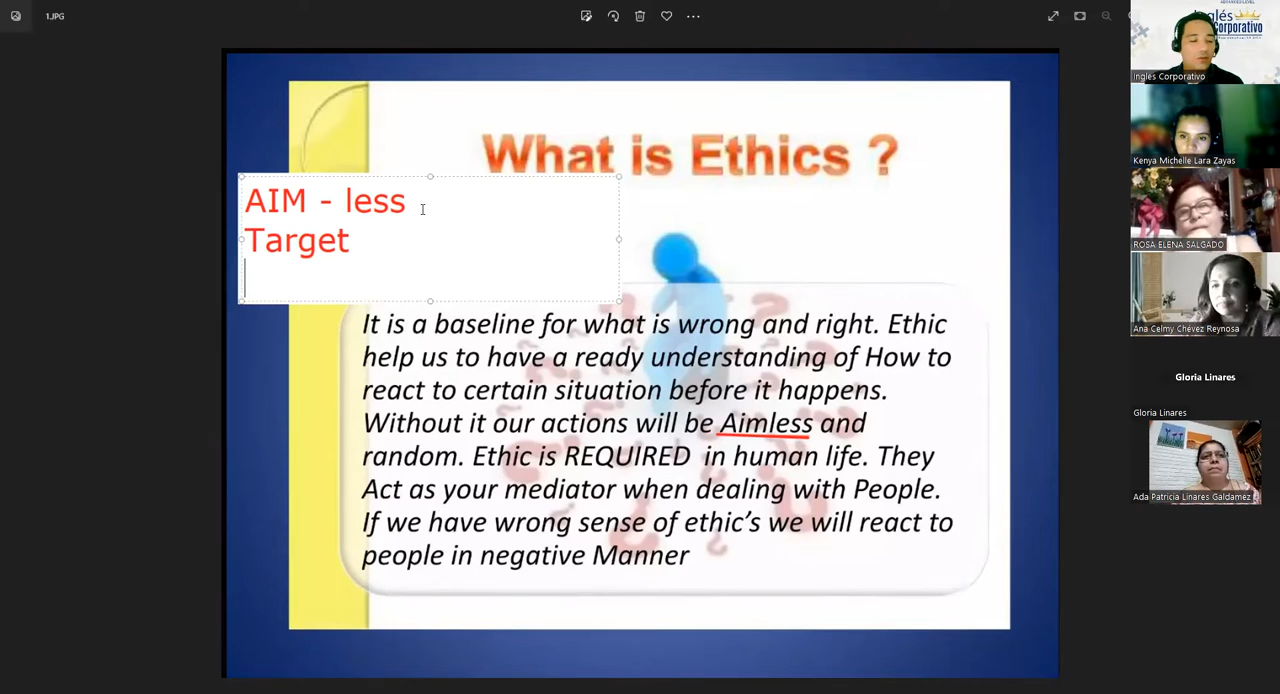 1.JPG
What is Ethics ?
AIM - less
Target
It is a baseline for what is wrong and right. Ethic
help us to have a ready understanding of How to
react to certain situation before it happens.
Without it our actions will be Aimless and
random. Ethic is REQUIRED in human life. They
Act as your mediator when dealing with People.
If we have wrong sense of ethic's we will react to
people in negative Manner
Inglés
Corporativo
Inglés Corporativo
Kenya Michelle Lara Zayas
ROSA ELENA SALGADO
Ana Celmy Chévez Reynosa
Gloria Linares
Gloria Linares
Ada Patricia Linares Galdamez